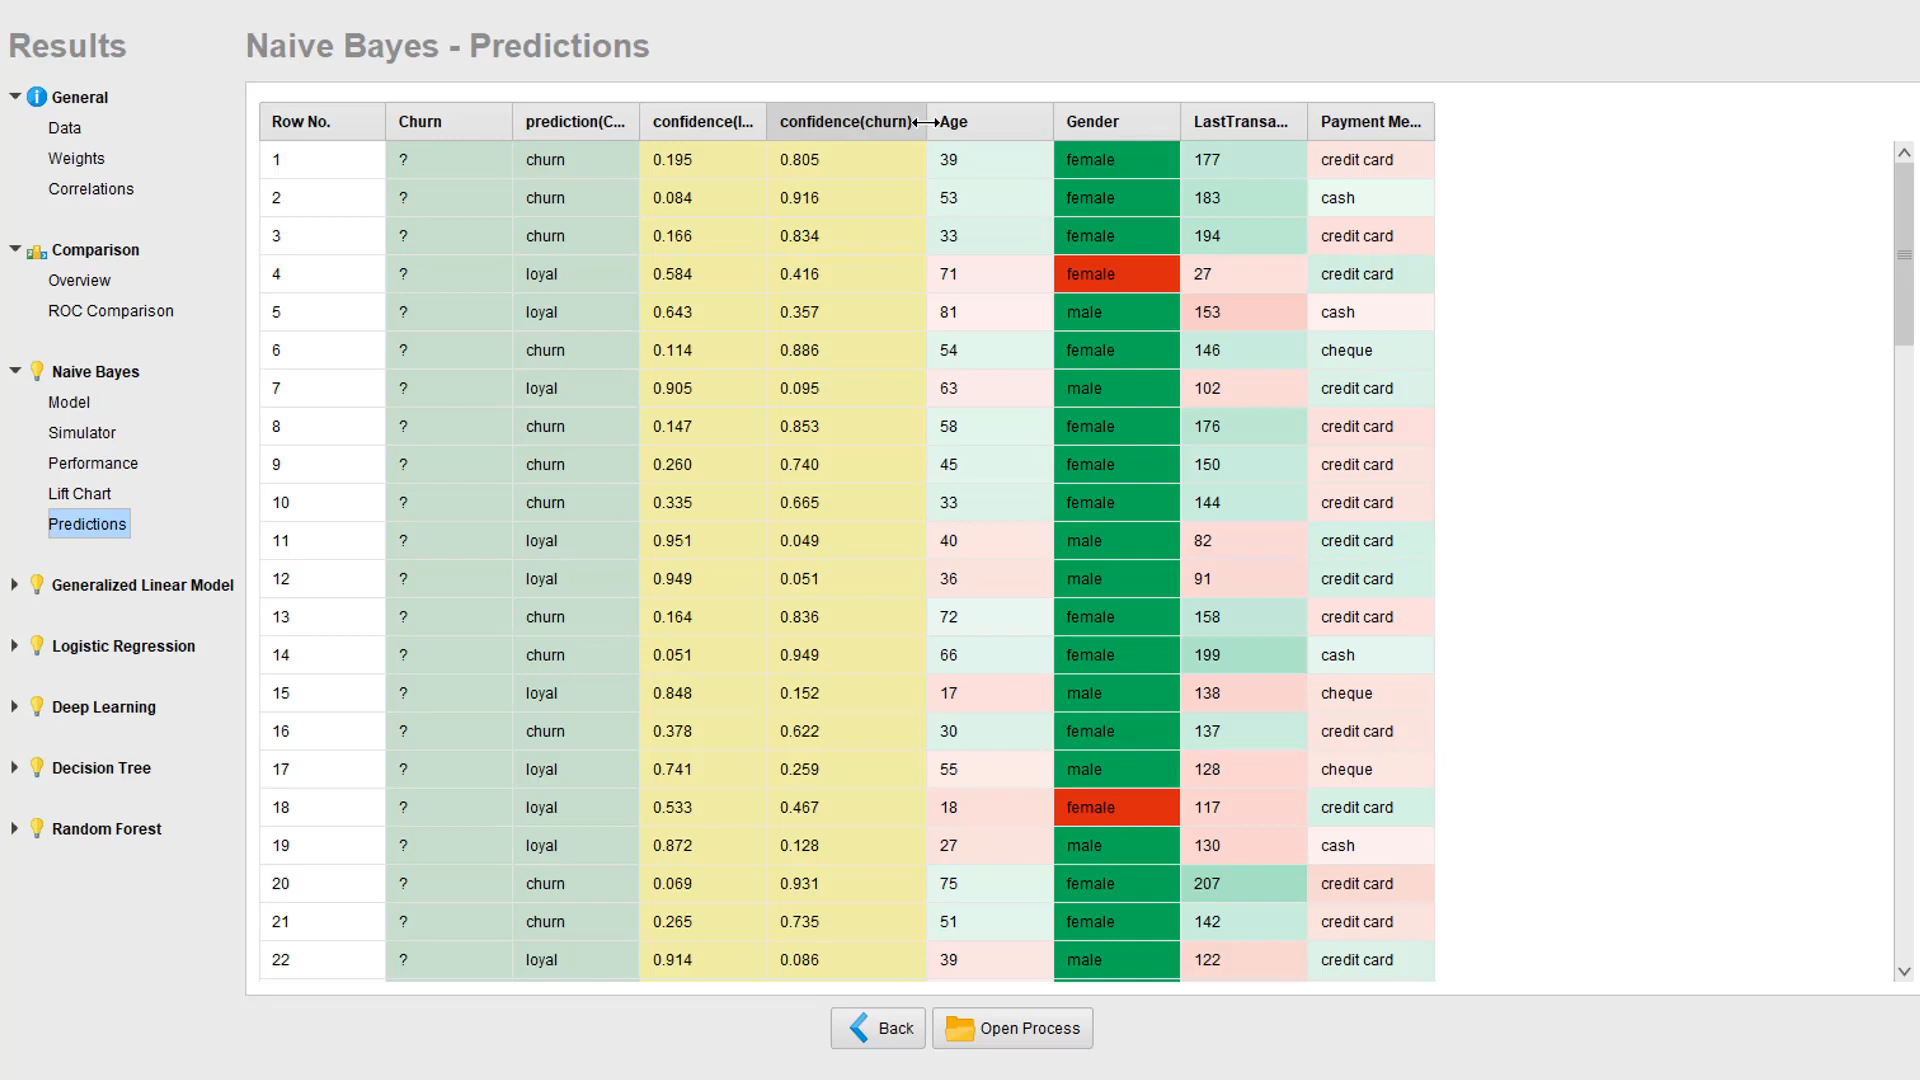 Results
Naive Bayes - Predictions
General
Data
Weights
Correlations
Comparison
Overview
ROC Comparison
Naive Bayes
Model
Simulator
Performance
Lift Chart
Predictions
Generalized Linear Model
Logistic Regression
Deep Learning
Decision Tree
Random Forest
Row No. Churn prediction(C... confidence(l... confidence(churn) Age Gender LastTransa... Payment Me...
1 ? churn 0.195 0.805 39 female 177 credit card
2 ? churn 0.084 0.916 53 female 183 cash
3 ? churn 0.166 0.834 33 female 194 credit card
4 ? loyal 0.584 0.416 71 female 27 credit card
5 ? loyal 0.643 0.357 81 male 153 cash
6 ? churn 0.114 0.886 54 female 146 cheque
7 ? loyal 0.905 0.095 63 male 102 credit card
8 ? churn 0.147 0.853 58 female 176 credit card
9 ? churn 0.260 0.740 45 female 150 credit card
10 ? churn 0.335 0.665 33 female 144 credit card
11 ? loyal 0.951 0.049 40 male 82 credit card
12 ? loyal 0.949 0.051 36 male 91 credit card
13 ? churn 0.164 0.836 72 female 158 credit card
14 ? churn 0.051 0.949 66 female 199 cash
15 ? loyal 0.848 0.152 17 male 138 cheque
16 ? churn 0.378 0.622 30 female 137 credit card
17 ? loyal 0.741 0.259 55 male 128 cheque
18 ? loyal 0.533 0.467 18 female 117 credit card
19 ? loyal 0.872 0.128 27 male 130 cash
20 ? churn 0.069 0.931 75 female 207 credit card
21 ? churn 0.265 0.735 51 female 142 credit card
22 ? loyal 0.914 0.086 39 male 122 credit card
Back Open Process